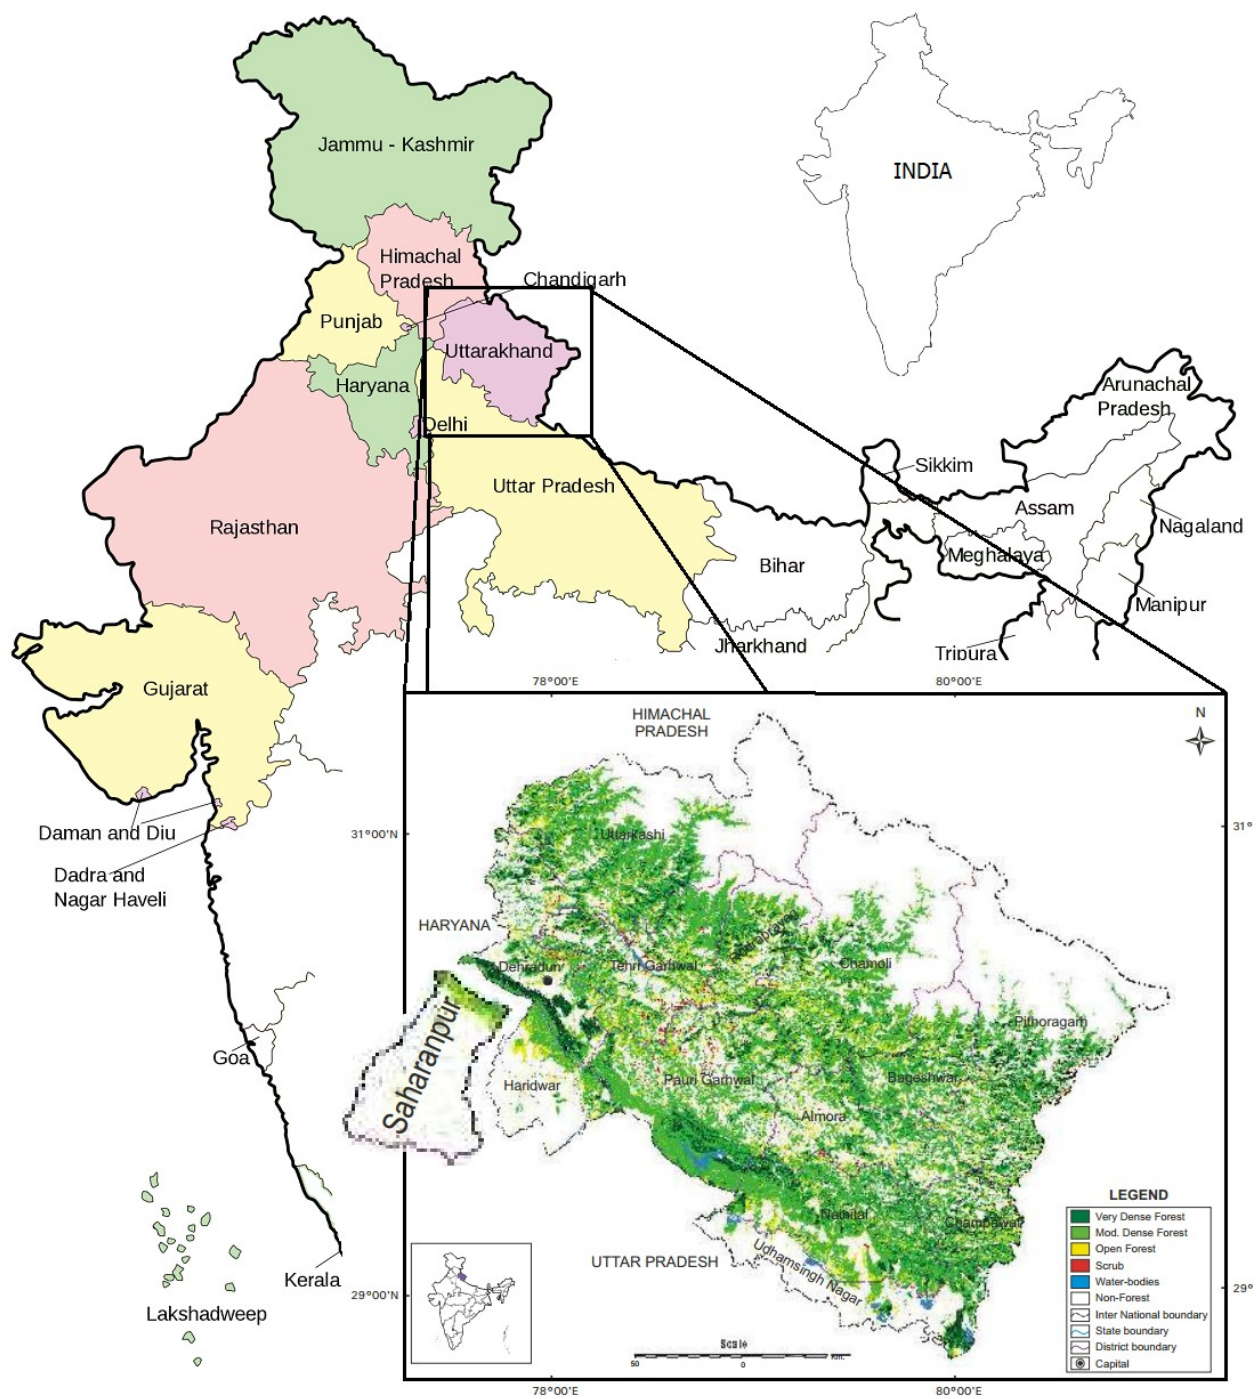 INDIA
Jammu - Kashmir
Himachal
Pradesh
Chandigarh
Punjab
Uttarakhand
Haryana
Delhi
Arunachal
Pradesh
Sikkim
Uttar Pradesh
Assam
Rajasthan
Nagaland
Meghalaya
Bihar
Manipur
Jharkhand
Tripura
Gujarat
Daman and Diu
Dadra and
Nagar Haveli
Goa
Kerala
Lakshadweep
78°00'E
80°00'E
HIMACHAL
PRADESH
N
31°00'N
31°
Uttarkashi
HARYANA
Rudraprayag
Dehradun
Tehri Garhwal
Chamoli
Saharanpur
Pithoragarh
Haridwar
Pauri Garhwal
Bageshwar
Almora
Nainital
Champawat
UTTAR PRADESH
Udhamsingh Nagar
29°00'N
29°
LEGEND
Very Dense Forest
Mod. Dense Forest
Open Forest
Scrub
Water-bodies
Non-Forest
Inter National boundary
State boundary
District boundary
Capital
Scale
50
0
Km.
78°00'E
80°00'E